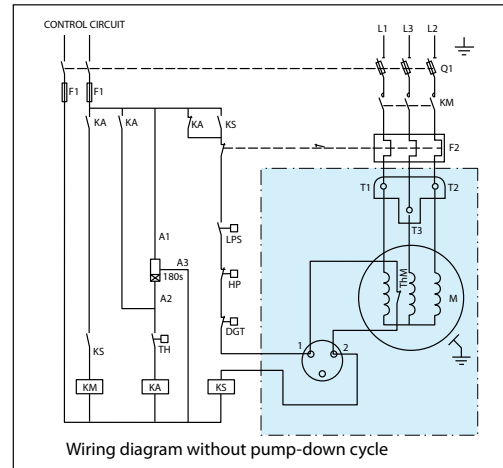 CONTROL CIRCUIT
L1 L3 L2
Q1
F1 F1
KA KA KA KS KM
F2
T1 T2
T3
A1
LPS
A3
180s
HP
ThM
M
A2
DGT
1 2
KS TH
KM KA KS
Wiring diagram without pump-down cycle